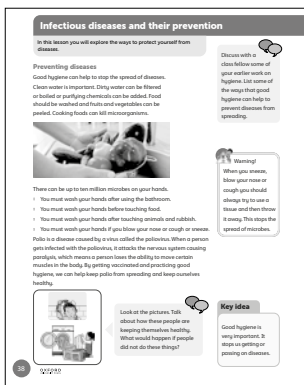 Infectious diseases and their prevention
In this lesson you will explore the ways to protect yourself from
diseases.
Preventing diseases
Good hygiene can help to stop the spread of diseases.
Clean water is important. Dirty water can be filtered
or boiled or purifying chemicals can be added. Food
should be washed and fruits and vegetables can be
peeled. Cooking foods can kill microorganisms.
Discuss with a
class fellow some of
your earlier work on
hygiene. List some of
the ways that good
hygiene can help to
prevent diseases from
spreading.
Warning!
When you sneeze,
blow your nose or
cough you should
always try to use a
tissue and then throw
it away. This stops the
spread of microbes.
There can be up to ten million microbes on your hands.
You must wash your hands after using the bathroom.
You must wash your hands before touching food.
You must wash your hands after touching animals and rubbish.
You must wash your hands if you blow your nose or cough or sneeze.
Polio is a disease caused by a virus called the poliovirus. When a person
gets infected with the poliovirus, it attacks the nervous system causing
paralysis, which means a person loses the ability to move certain
muscles in the body. By getting vaccinated and practicing good
hygiene, we can help keep polio from spreading and keep ourselves
healthy.
Look at the pictures. Talk
about how these people are
keeping themselves healthy.
What would happen if people
did not do these things?
Key idea
Good hygiene is
very important. It
stops us getting or
passing on diseases.
38
OXFORD